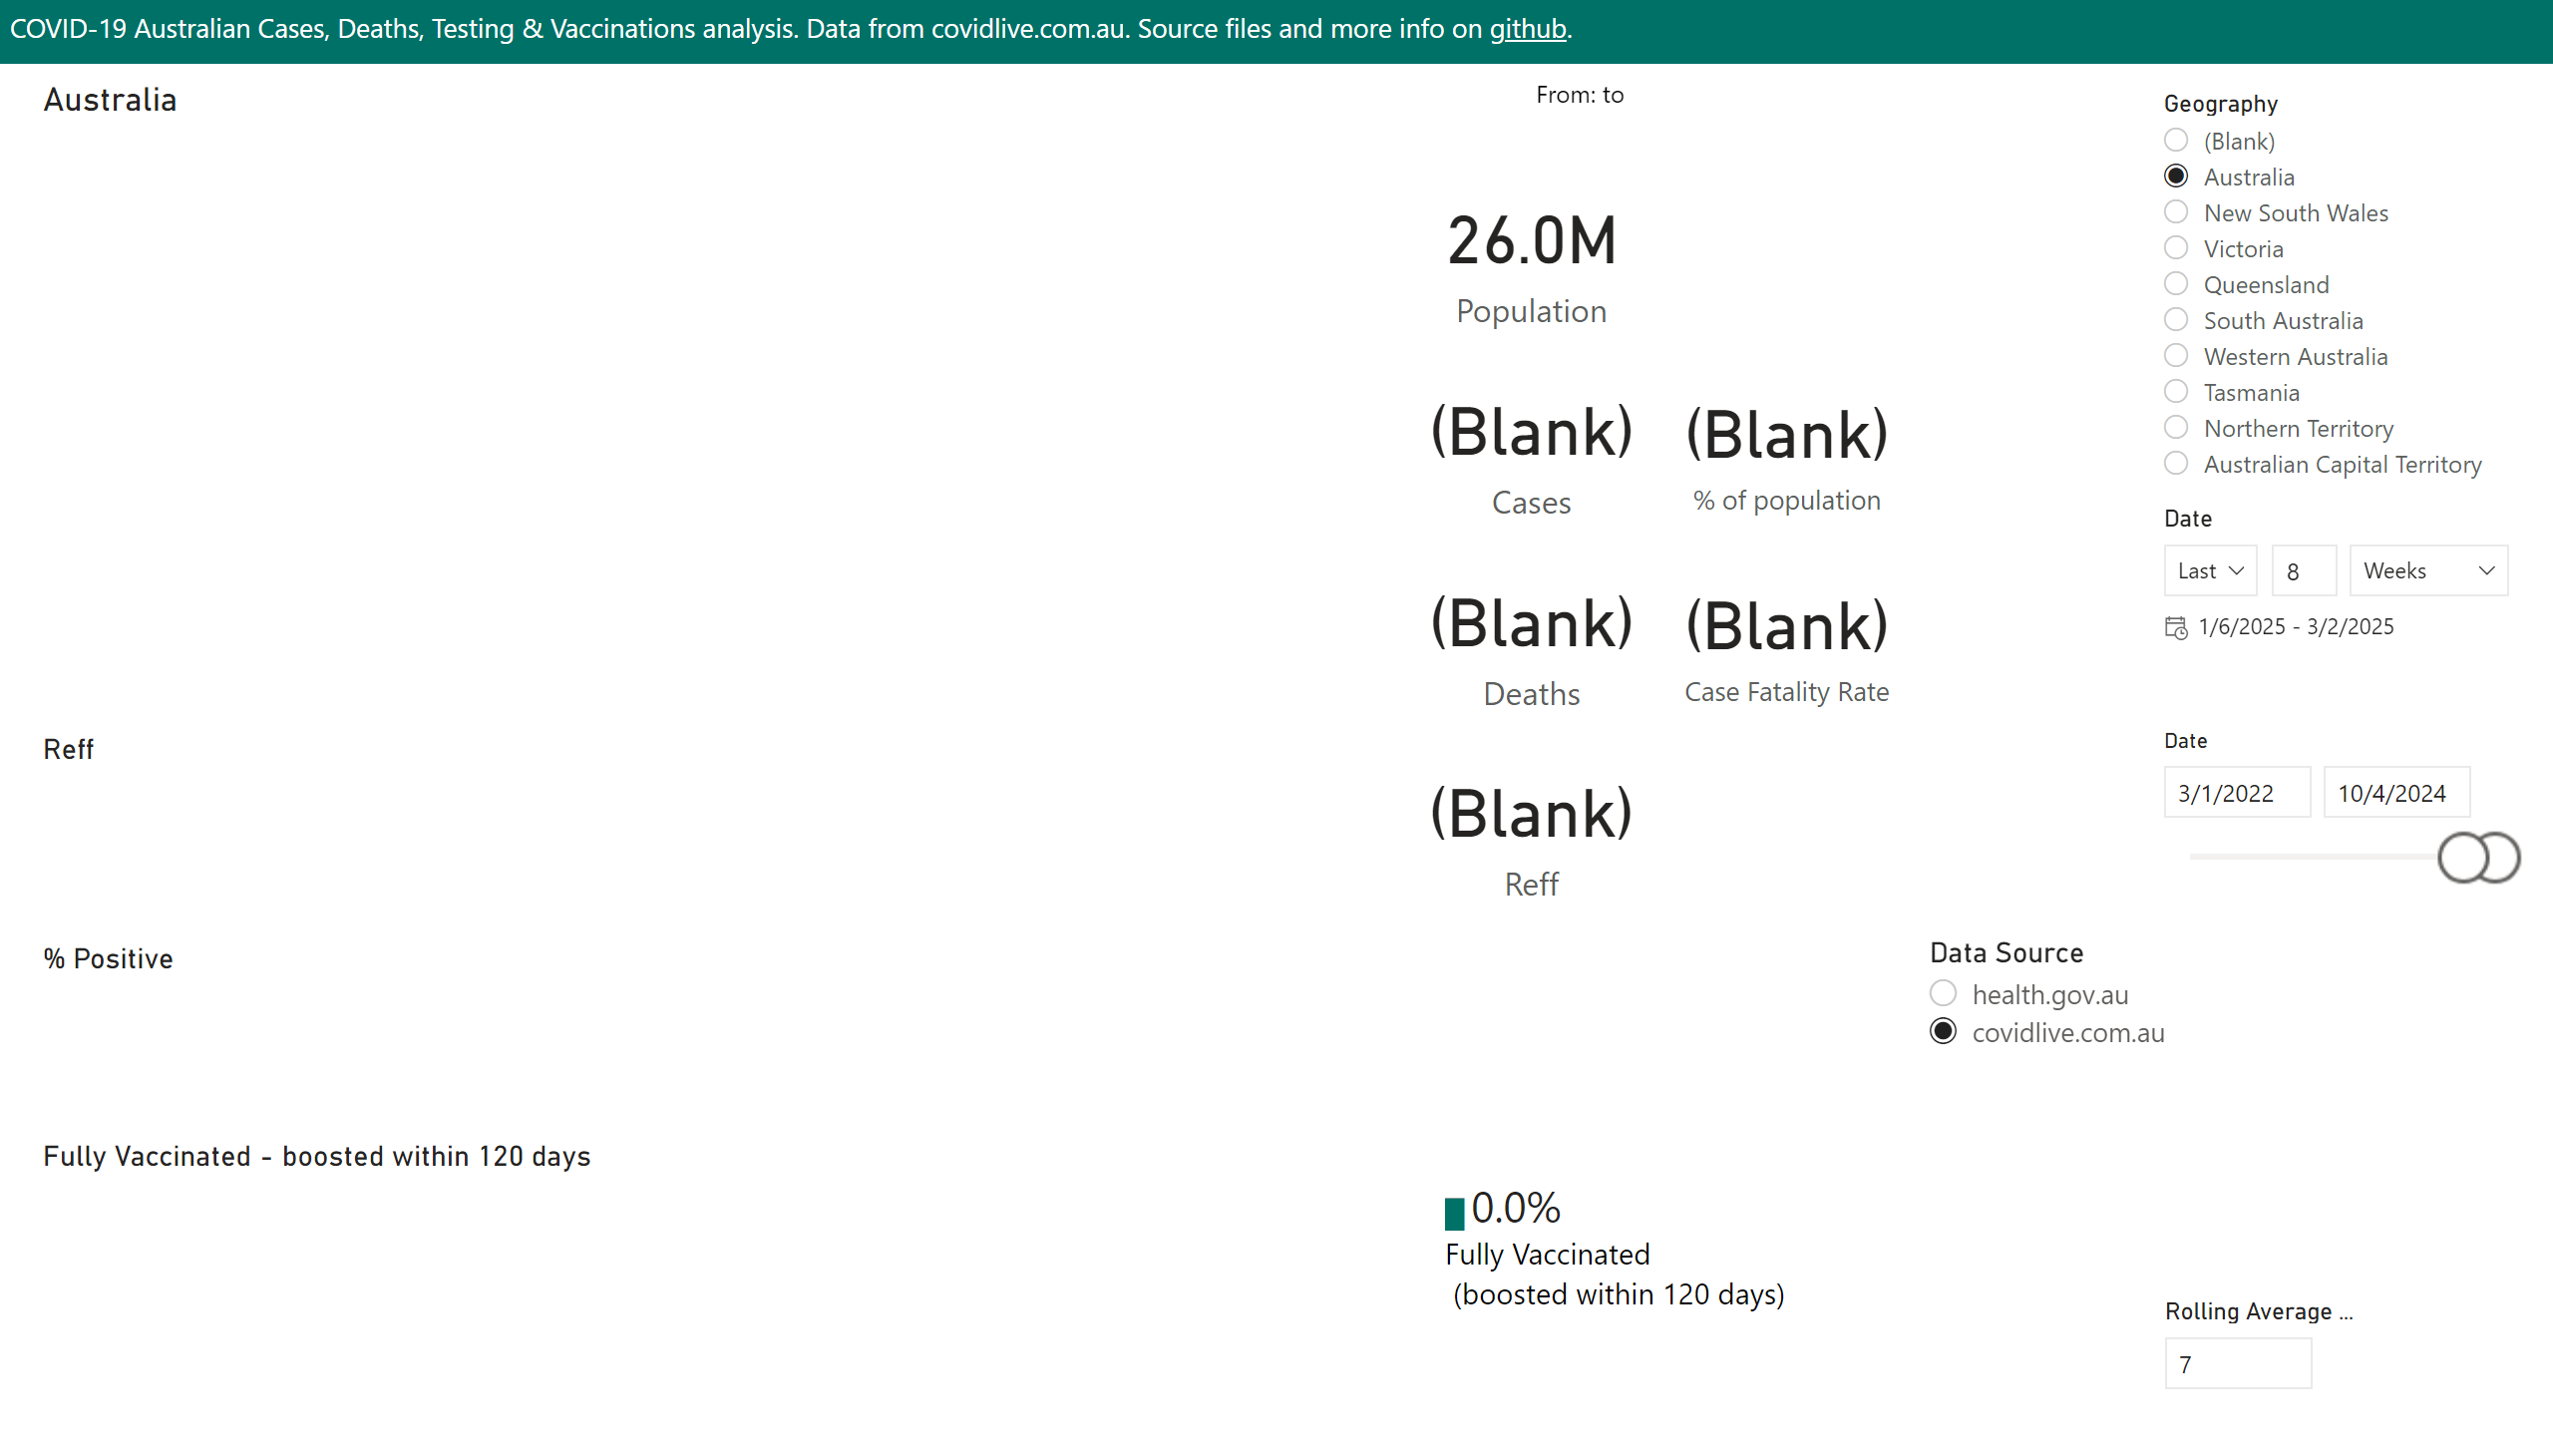 COVID-19 Australian Cases, Deaths, Testing & Vaccinations analysis. Data from covidlive.com.au. Source files and more info on github.
Australia
From: to
26.0M
Population
(Blank)
Cases
(Blank)
% of population
(Blank)
Deaths
(Blank)
Case Fatality Rate
Reff
(Blank)
Reff
% Positive
Fully Vaccinated - boosted within 120 days
0.0%
Fully Vaccinated
(boosted within 120 days)
Geography
(Blank)
Australia
New South Wales
Victoria
Queensland
South Australia
Western Australia
Tasmania
Northern Territory
Australian Capital Territory
Date
Last 8 Weeks
1/6/2025 - 3/2/2025
Date
3/1/2022 10/4/2024
Data Source
health.gov.au
covidlive.com.au
Rolling Average ...
7